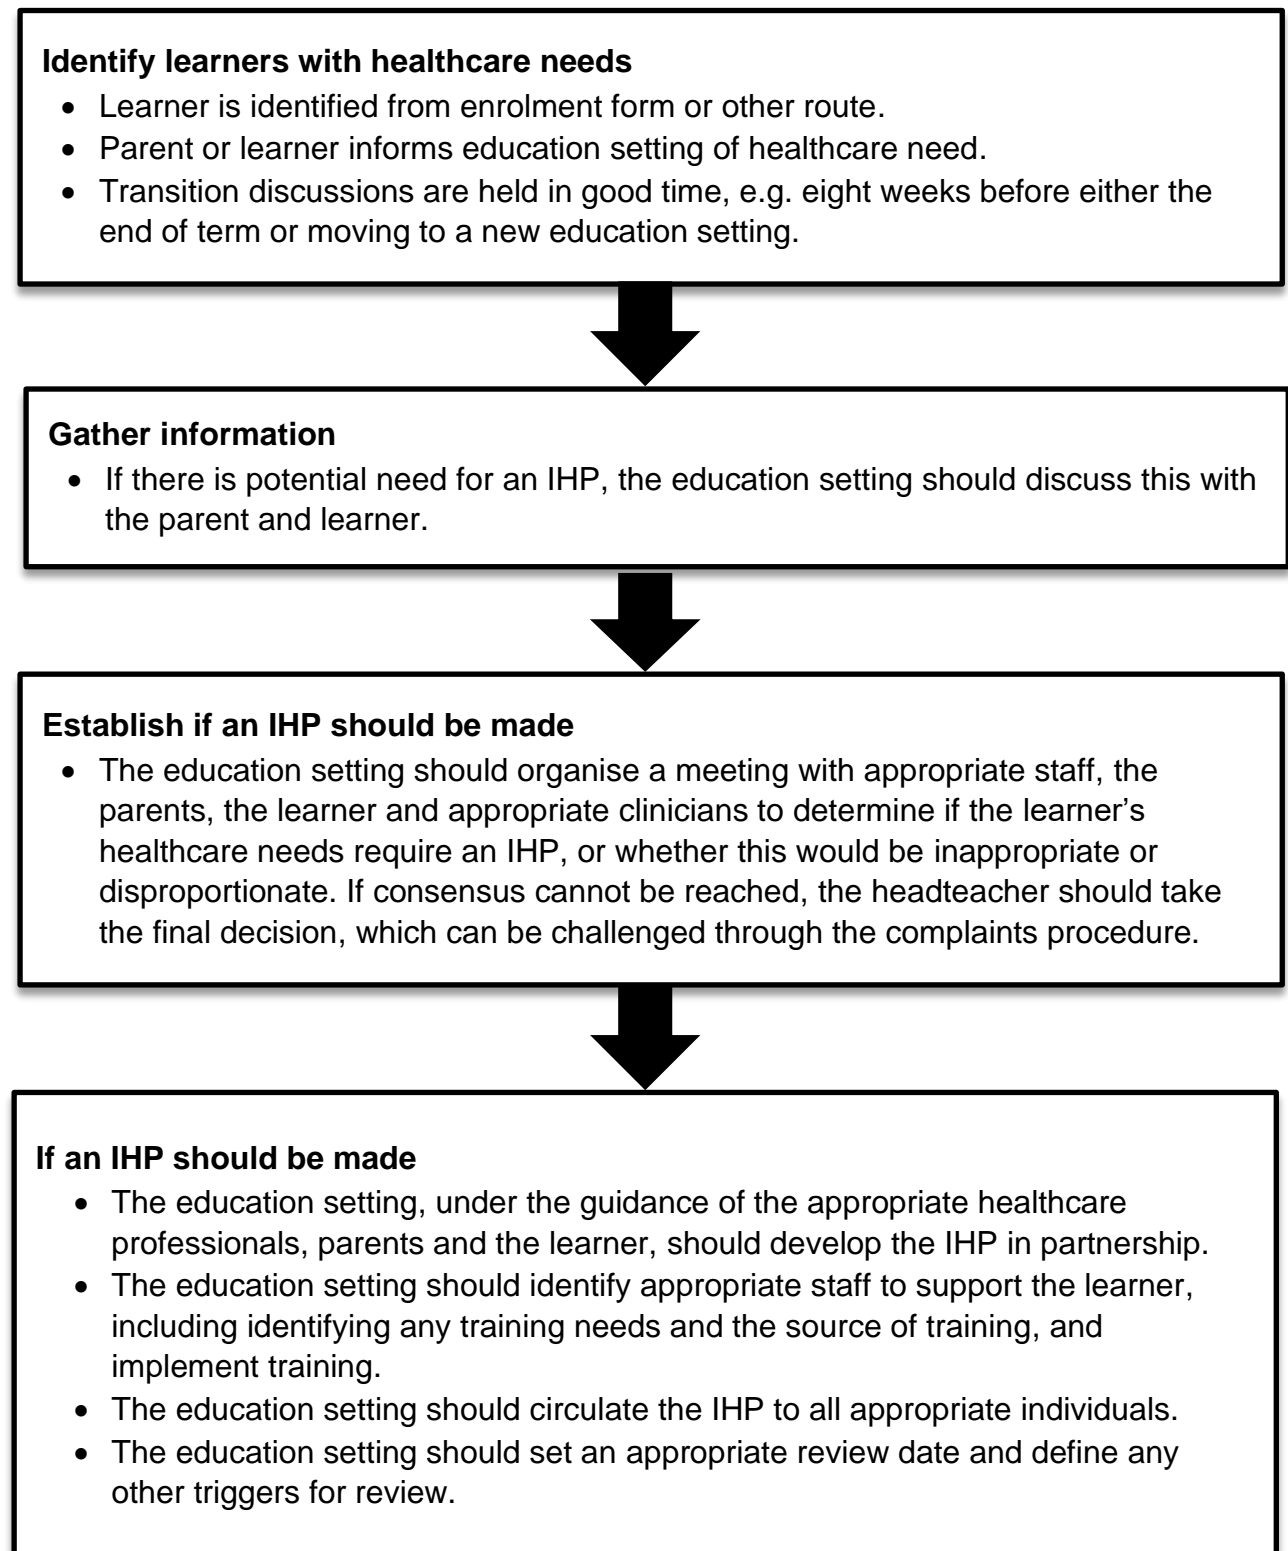 Identify learners with healthcare needs
• Learner is identified from enrolment form or other route.
• Parent or learner informs education setting of healthcare need.
• Transition discussions are held in good time, e.g. eight weeks before either the
end of term or moving to a new education setting.
Gather information
• If there is potential need for an IHP, the education setting should discuss this with
the parent and learner.
Establish if an IHP should be made
• The education setting should organise a meeting with appropriate staff, the
parents, the learner and appropriate clinicians to determine if the learner’s
healthcare needs require an IHP, or whether this would be inappropriate or
disproportionate. If consensus cannot be reached, the headteacher should take
the final decision, which can be challenged through the complaints procedure.
If an IHP should be made
• The education setting, under the guidance of the appropriate healthcare
professionals, parents and the learner, should develop the IHP in partnership.
• The education setting should identify appropriate staff to support the learner,
including identifying any training needs and the source of training, and
implement training.
• The education setting should circulate the IHP to all appropriate individuals.
• The education setting should set an appropriate review date and define any
other triggers for review.